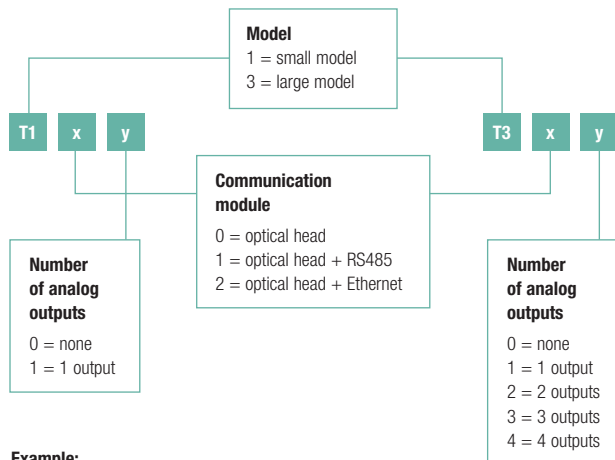 Model
1 = small model
3 = large model
T1 x y
T3 x y
Communication
module
0 = optical head
1 = optical head + RS485
2 = optical head + Ethernet
Number
of analog
outputs
0 = none
1 = 1 output
Number
of analog
outputs
0 = none
1 = 1 output
2 = 2 outputs
3 = 3 outputs
4 = 4 outputs
Example: